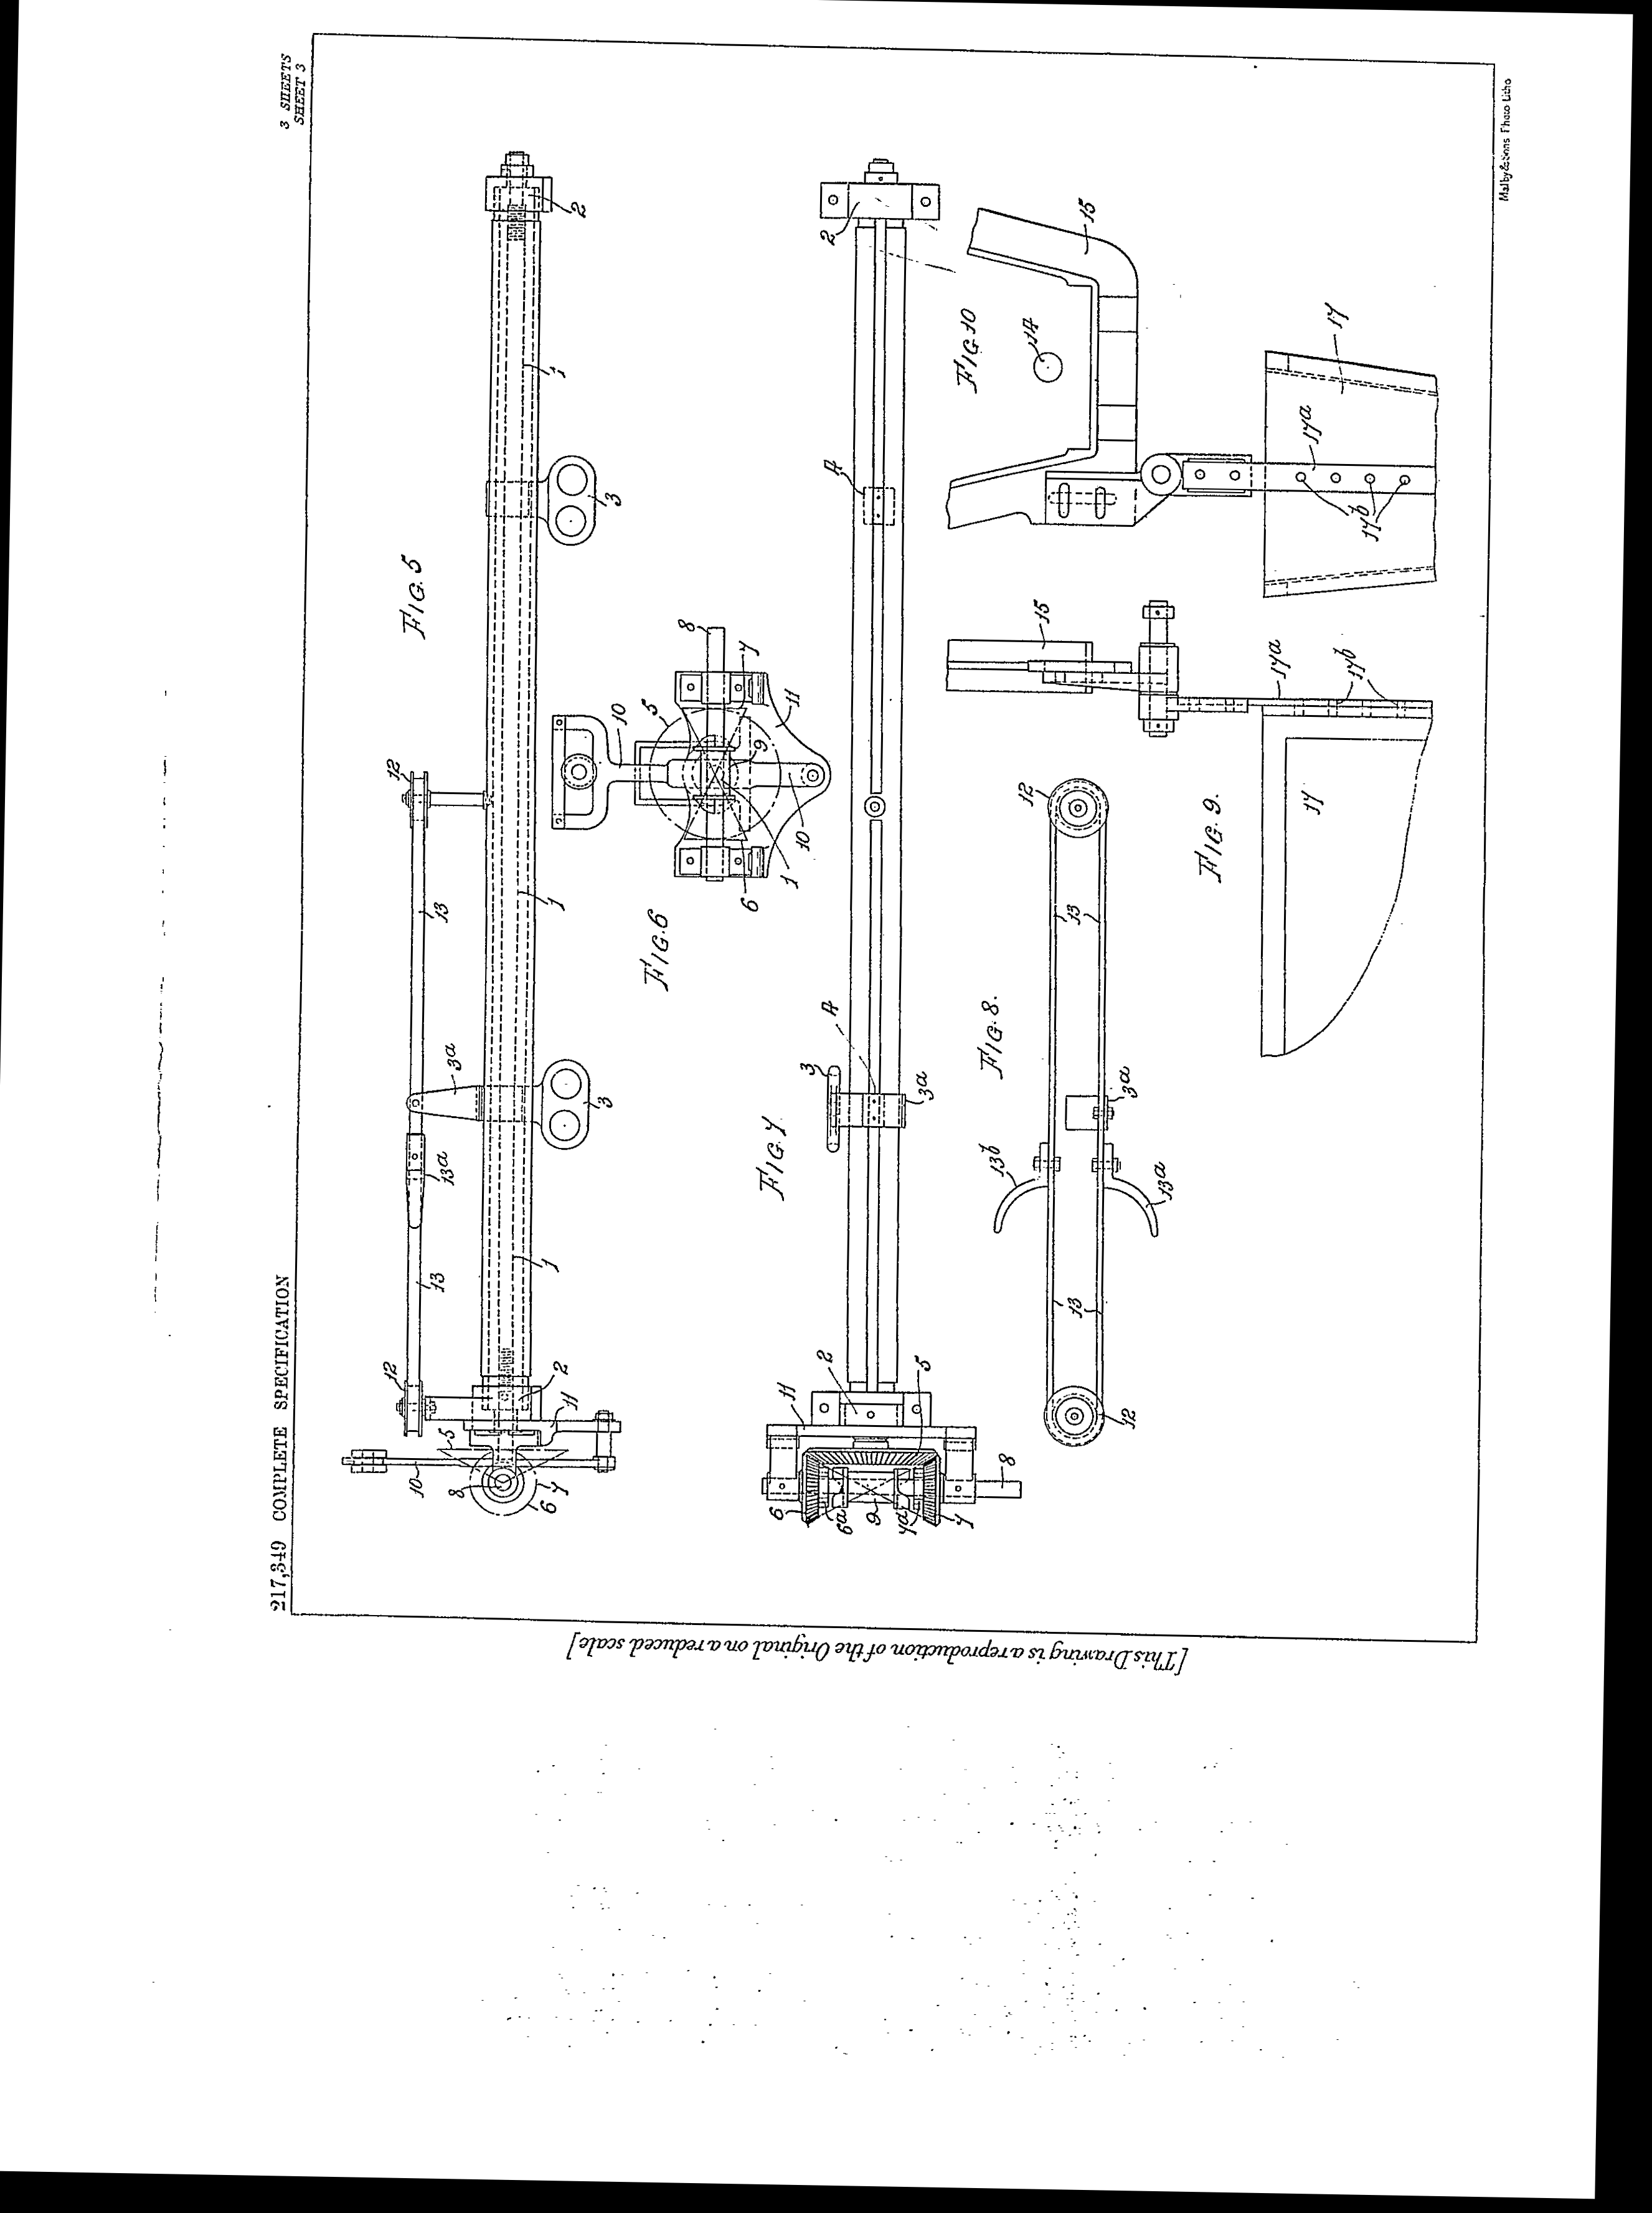 217,349 COMPLETE SPECIFICATION
3 SHEETS
SHEET 3
FIG. 5
12
13
3a
13a
13
12
10
5
8
6
7
11
2
1
1
1
2
3
3
FIG. 6
8
7
5
10
11
9
10
1
6
FIG. 7
2
A
A
3
3a
2
11
5
8
6
6a
9
7a
7
FIG. 8.
12
13
3a
13b
13a
13
12
FIG. 9.
15
17a
17b
17
FIG. 10
15
14
17
17a
17b
[This Drawing is a reproduction of the Original on a reduced scale]
Malby & Sons, Photo-Litho